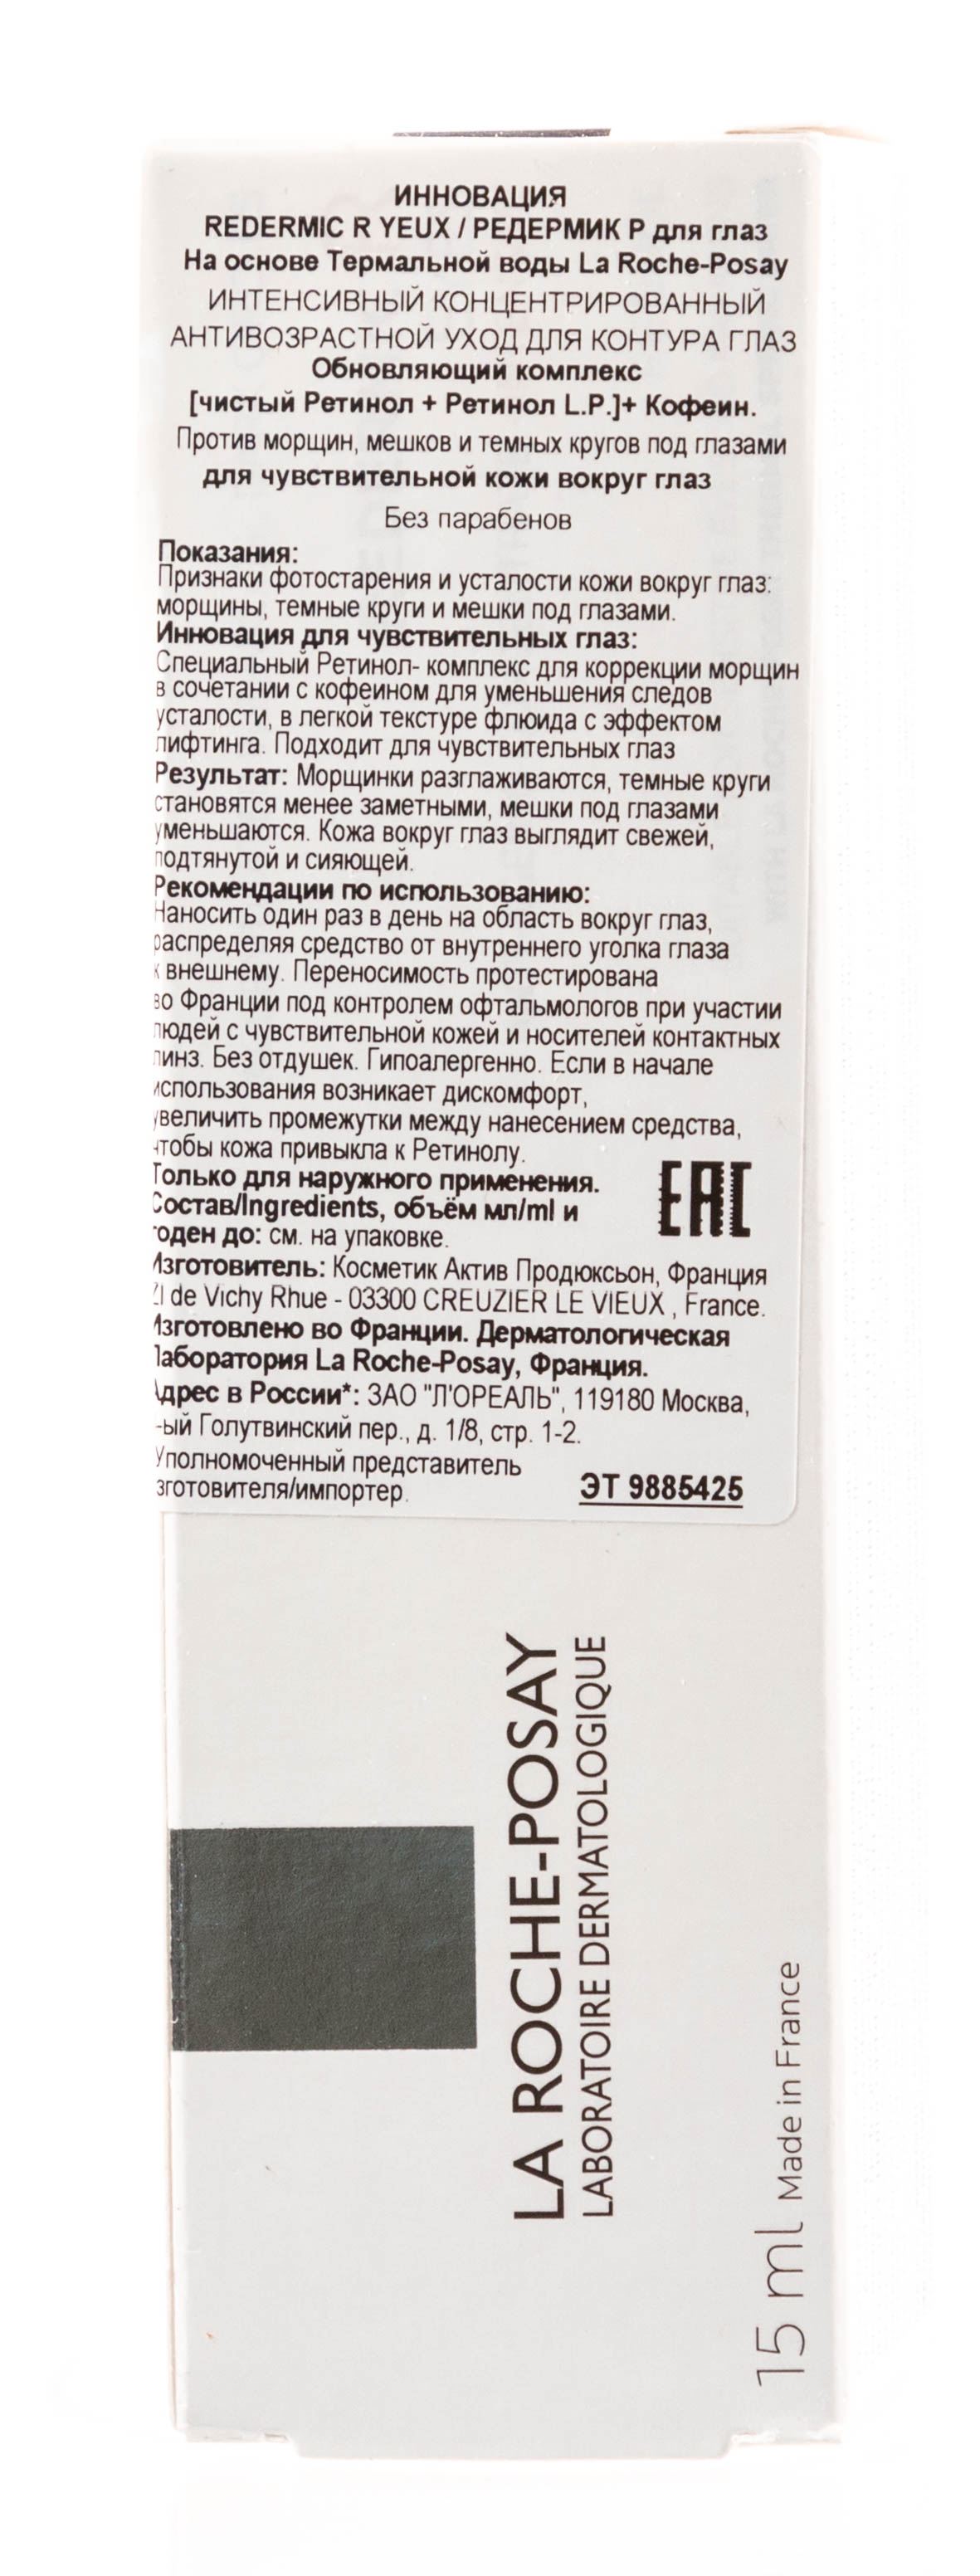 ИННОВАЦИЯ
REDERMIC R YEUX / РЕДЕРМИК Р для глаз
На основе Термальной воды La Roche-Posay
ИНТЕНСИВНЫЙ КОНЦЕНТРИРОВАННЫЙ
АНТИВОЗРАСТНОЙ УХОД ДЛЯ КОНТУРА ГЛАЗ
Обновляющий комплекс
[чистый Ретинол + Ретинол L.P.]+ Кофеин.
Против морщин, мешков и темных кругов под глазами
для чувствительной кожи вокруг глаз
Без парабенов
Показания:
Признаки фотостарения и усталости кожи вокруг глаз:
морщины, темные круги и мешки под глазами.
Инновация для чувствительных глаз:
Специальный Ретинол- комплекс для коррекции морщин
в сочетании с кофеином для уменьшения следов
усталости, в легкой текстуре флюида с эффектом
лифтинга. Подходит для чувствительных глаз
Результат: Морщинки разглаживаются, темные круги
становятся менее заметными, мешки под глазами
уменьшаются. Кожа вокруг глаз выглядит свежей,
подтянутой и сияющей.
Рекомендации по использованию:
Наносить один раз в день на область вокруг глаз,
распределяя средство от внутреннего уголка глаза
к внешнему. Переносимость протестирована
во Франции под контролем офтальмологов при участии
людей с чувствительной кожей и носителей контактных
линз. Без отдушек. Гипоалергенно. Если в начале
использования возникает дискомфорт,
увеличить промежутки между нанесением средства,
чтобы кожа привыкла к Ретинолу.
Только для наружного применения.
Состав/Ingredients, объём мл/ml и
годен до: см. на упаковке.
EAC
Изготовитель: Косметик Актив Продюксьон, Франция
ZI de Vichy Rhue - 03300 CREUZIER LE VIEUX , France.
Изготовлено во Франции. Дерматологическая
Лаборатория La Roche-Posay, Франция.
Адрес в России*: ЗАО "Л'ОРЕАЛЬ", 119180 Москва,
-ый Голутвинский пер., д. 1/8, стр. 1-2.
Уполномоченный представитель
зготовителя/импортер.
ЭТ 9885425
LA ROCHE-POSAY
LABORATOIRE DERMATOLOGIQUE
15 ml Made in France